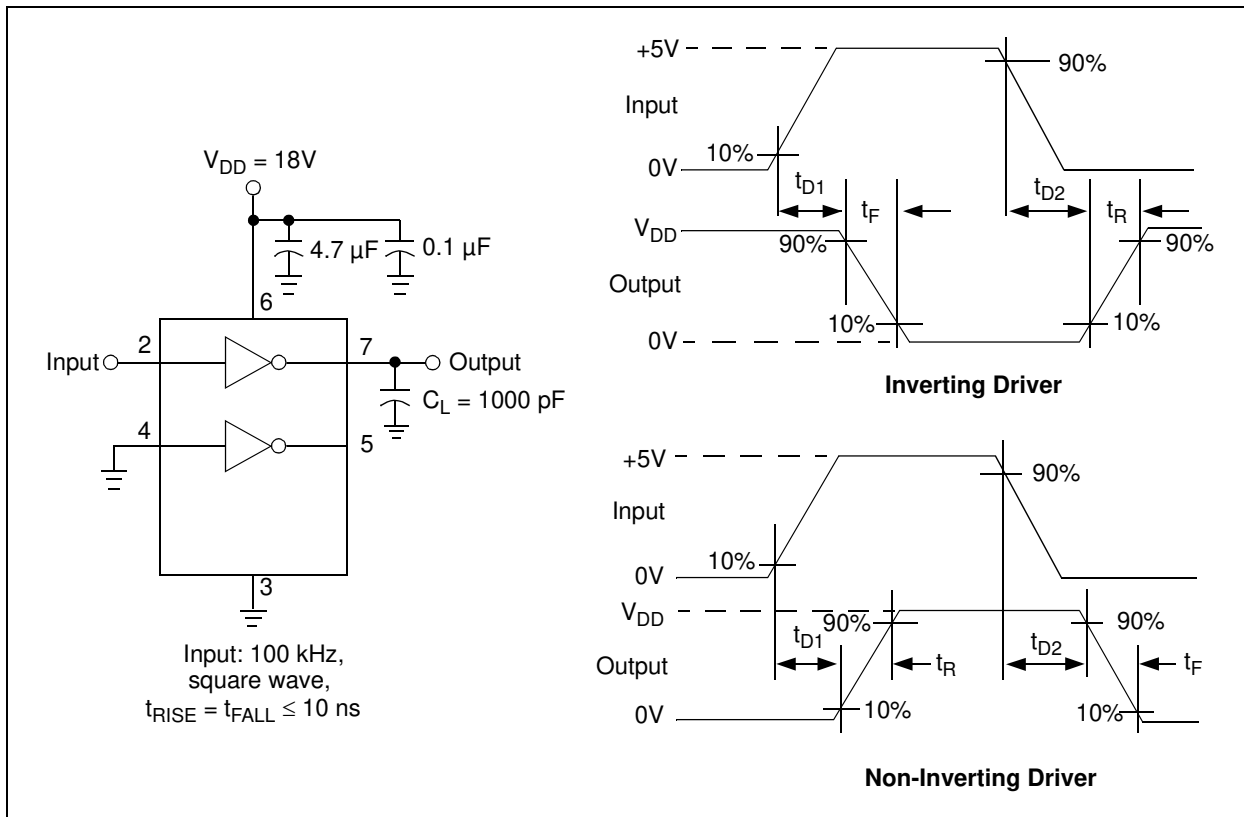 V_DD = 18V
4.7 µF
0.1 µF
6
Input
2
7
Output
C_L = 1000 pF
4
5
3
Input: 100 kHz,
square wave,
t_RISE = t_FALL ≤ 10 ns
+5V
90%
Input
10%
0V
t_D1
t_F
t_D2
t_R
V_DD
90%
90%
Output
10%
10%
0V
Inverting Driver
+5V
90%
Input
10%
0V
V_DD
t_D1
90%
t_R
t_D2
90%
t_F
Output
10%
10%
0V
Non-Inverting Driver